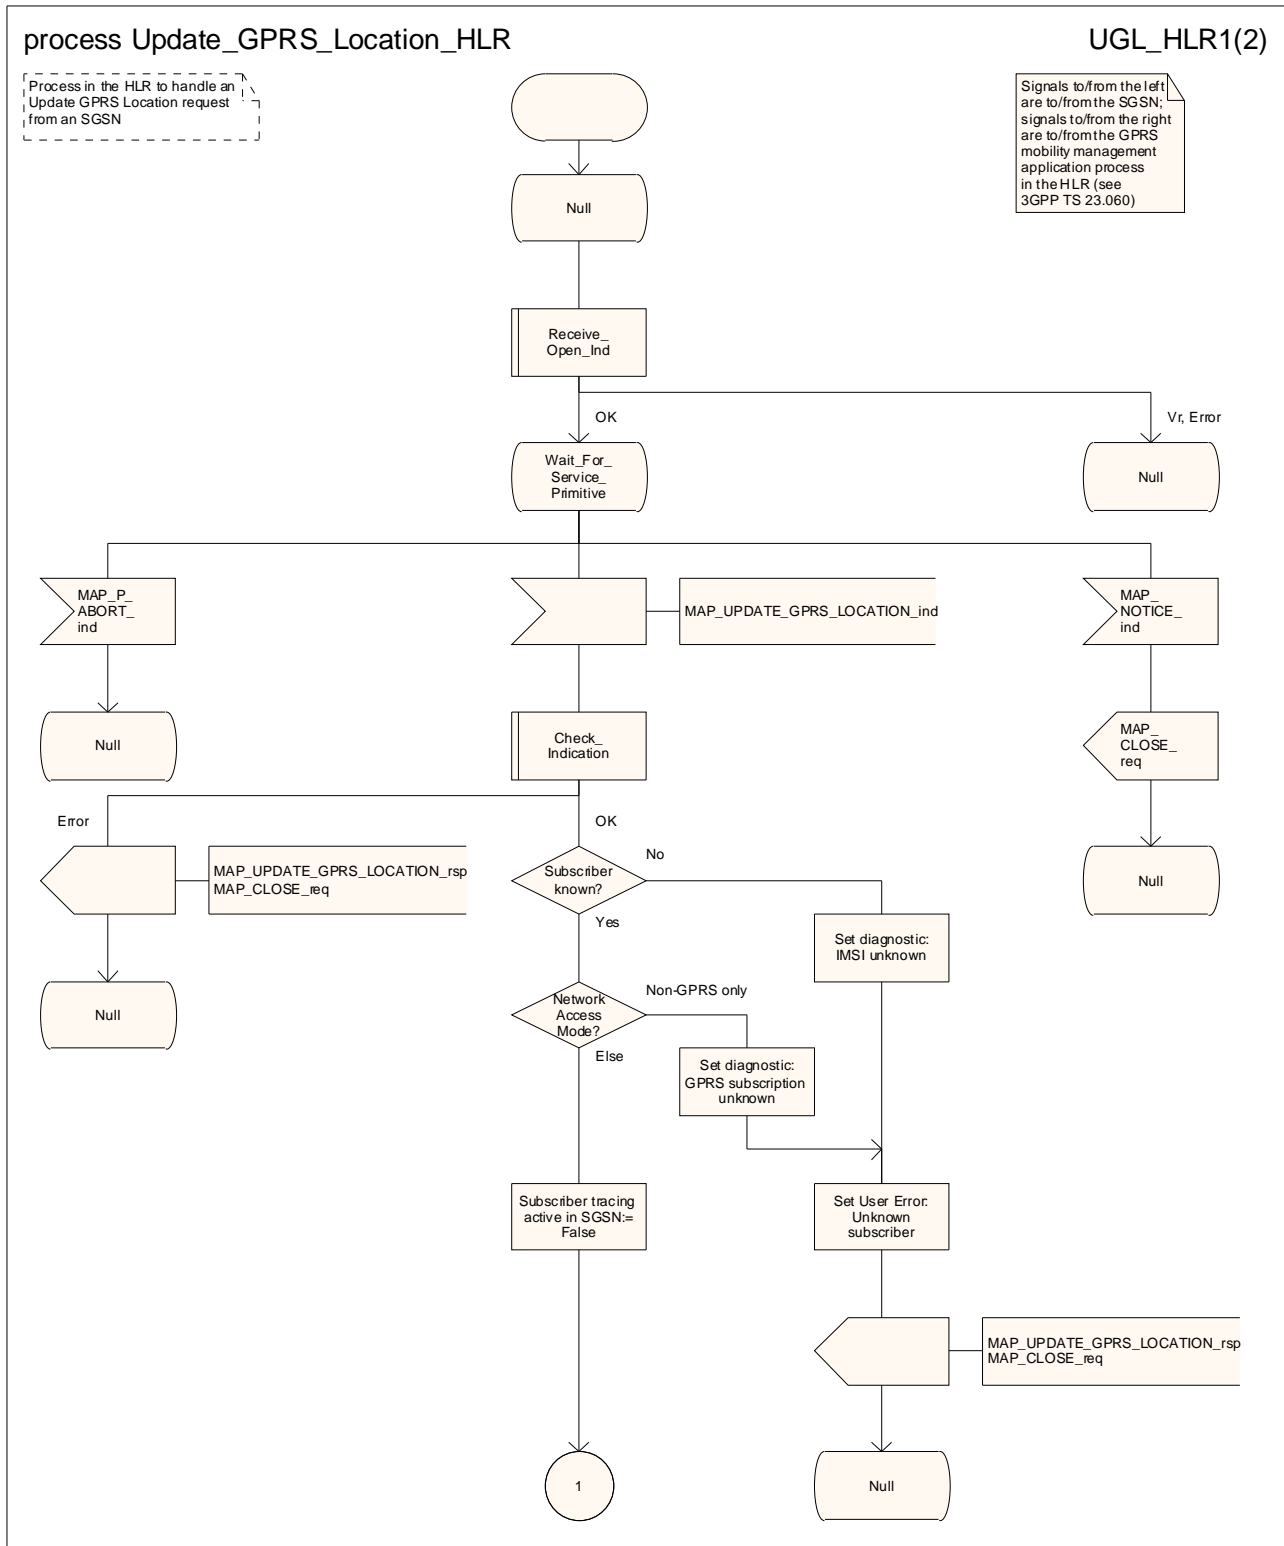 process Update_GPRS_Location_HLR
UGL_HLR1(2)
Process in the HLR to handle an
Update GPRS Location request
from an SGSN
Signals to/from the left
are to/from the SGSN;
signals to/from the right
are to/from the GPRS
mobility management
application process
in the HLR (see
3GPP TS 23.060)
Null
Receive_
Open_Ind
OK
Vr, Error
Wait_For_
Service_
Primitive
Null
MAP_P_
ABORT_
ind
MAP_UPDATE_GPRS_LOCATION_ind
MAP_
NOTICE_
ind
Null
Check_
Indication
MAP_
CLOSE_
req
Error
OK
MAP_UPDATE_GPRS_LOCATION_rsp
MAP_CLOSE_req
Subscriber
known?
No
Yes
Null
Set diagnostic:
IMSI unknown
Null
Network
Access
Mode?
Non-GPRS only
Else
Set diagnostic:
GPRS subscription
unknown
Subscriber tracing
active in SGSN:=
False
Set User Error:
Unknown
subscriber
MAP_UPDATE_GPRS_LOCATION_rsp
MAP_CLOSE_req
1
Null